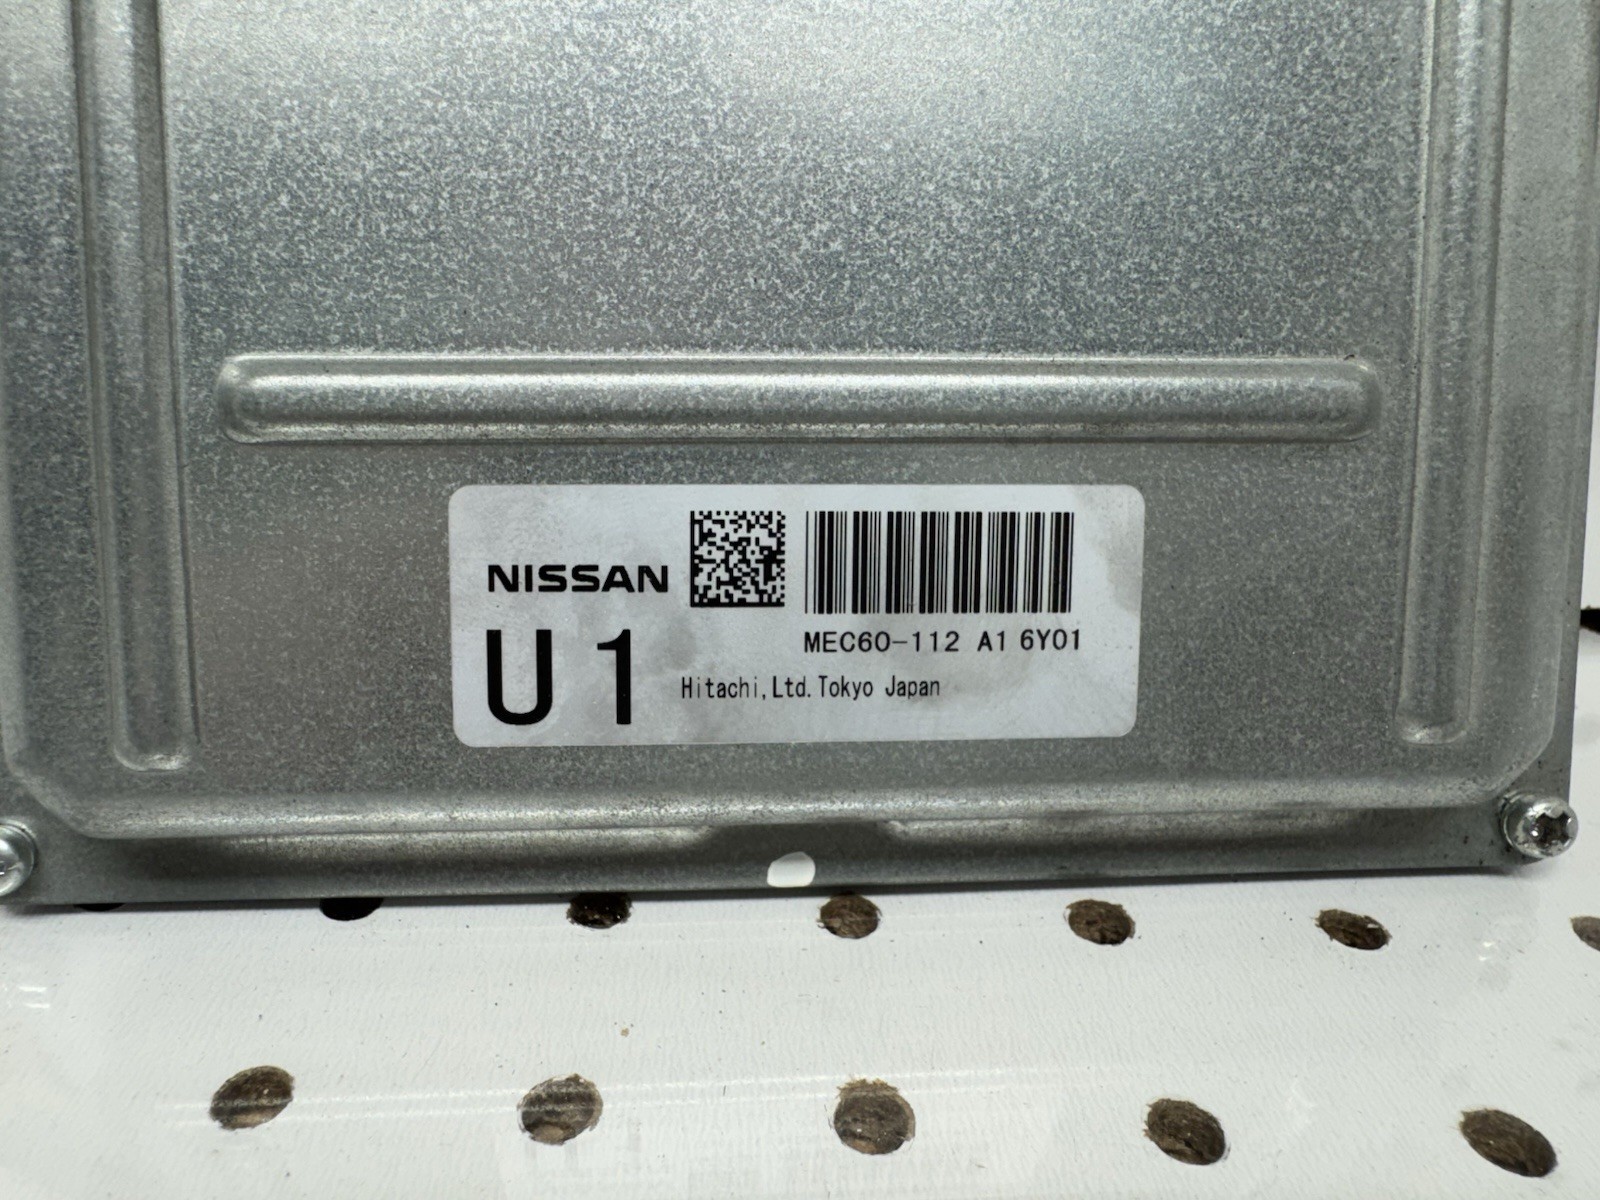 NISSAN
MEC60-112 A1 6Y01
U1
Hitachi,Ltd.Tokyo Japan